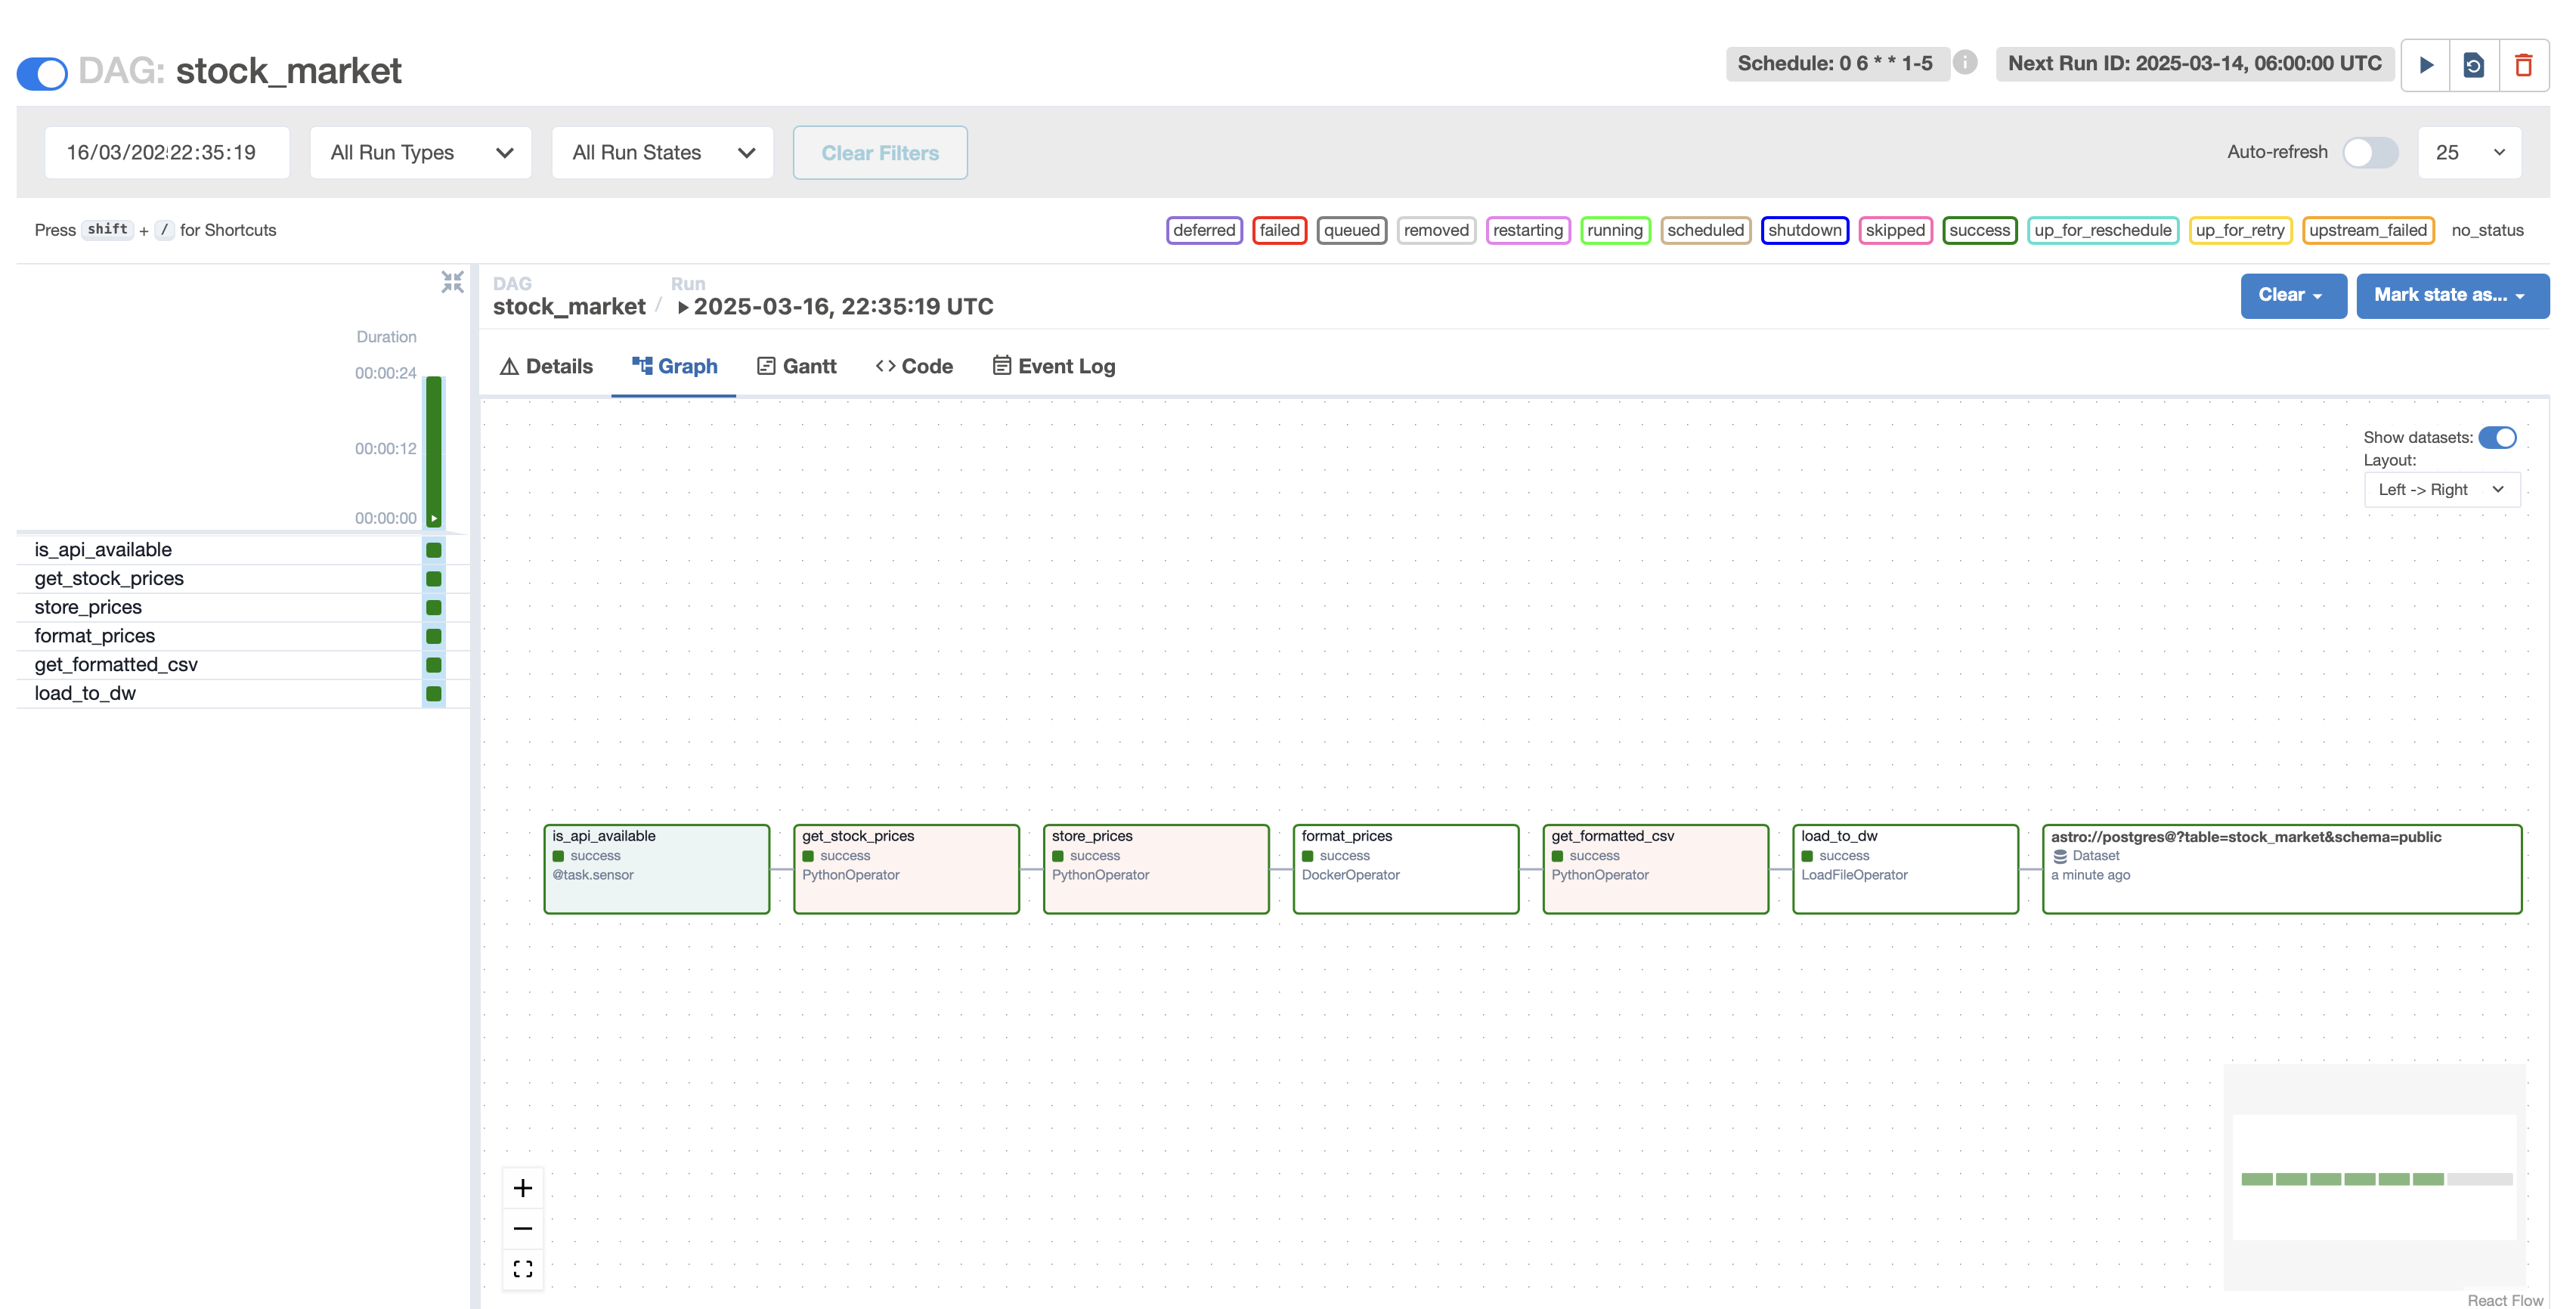 DAG: stock_market
Schedule: 0 6 * * 1-5
Next Run ID: 2025-03-14, 06:00:00 UTC
16/03/202 22:35:19
All Run Types
All Run States
Clear Filters
Auto-refresh
25
Press shift + / for Shortcuts
deferred
failed
queued
removed
restarting
running
scheduled
shutdown
skipped
success
up_for_reschedule
up_for_retry
upstream_failed
no_status
Duration
00:00:24
00:00:12
00:00:00
is_api_available
get_stock_prices
store_prices
format_prices
get_formatted_csv
load_to_dw
DAG
stock_market /
Run
2025-03-16, 22:35:19 UTC
Clear
Mark state as...
Details
Graph
Gantt
Code
Event Log
Show datasets:
Layout:
Left -> Right
is_api_available
success
@task.sensor
get_stock_prices
success
PythonOperator
store_prices
success
PythonOperator
format_prices
success
DockerOperator
get_formatted_csv
success
PythonOperator
load_to_dw
success
LoadFileOperator
astro://postgres@?table=stock_market&schema=public
Dataset
a minute ago
React Flow